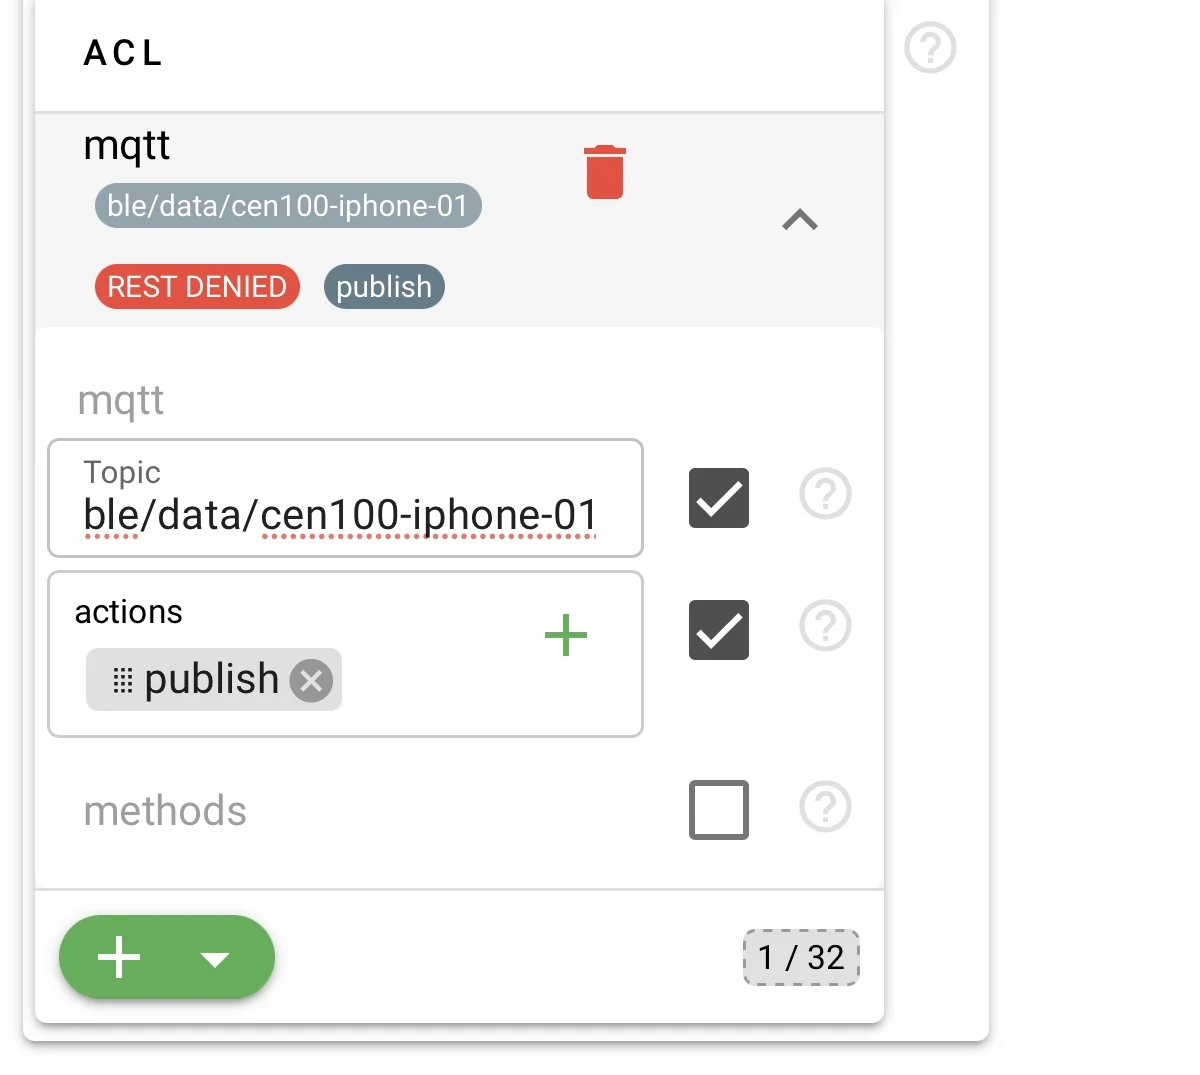 ACL
mqtt
ble/data/cen100-iphone-01
REST DENIED publish
mqtt
Topic
ble/data/cen100-iphone-01
actions
publish
methods
1 / 32